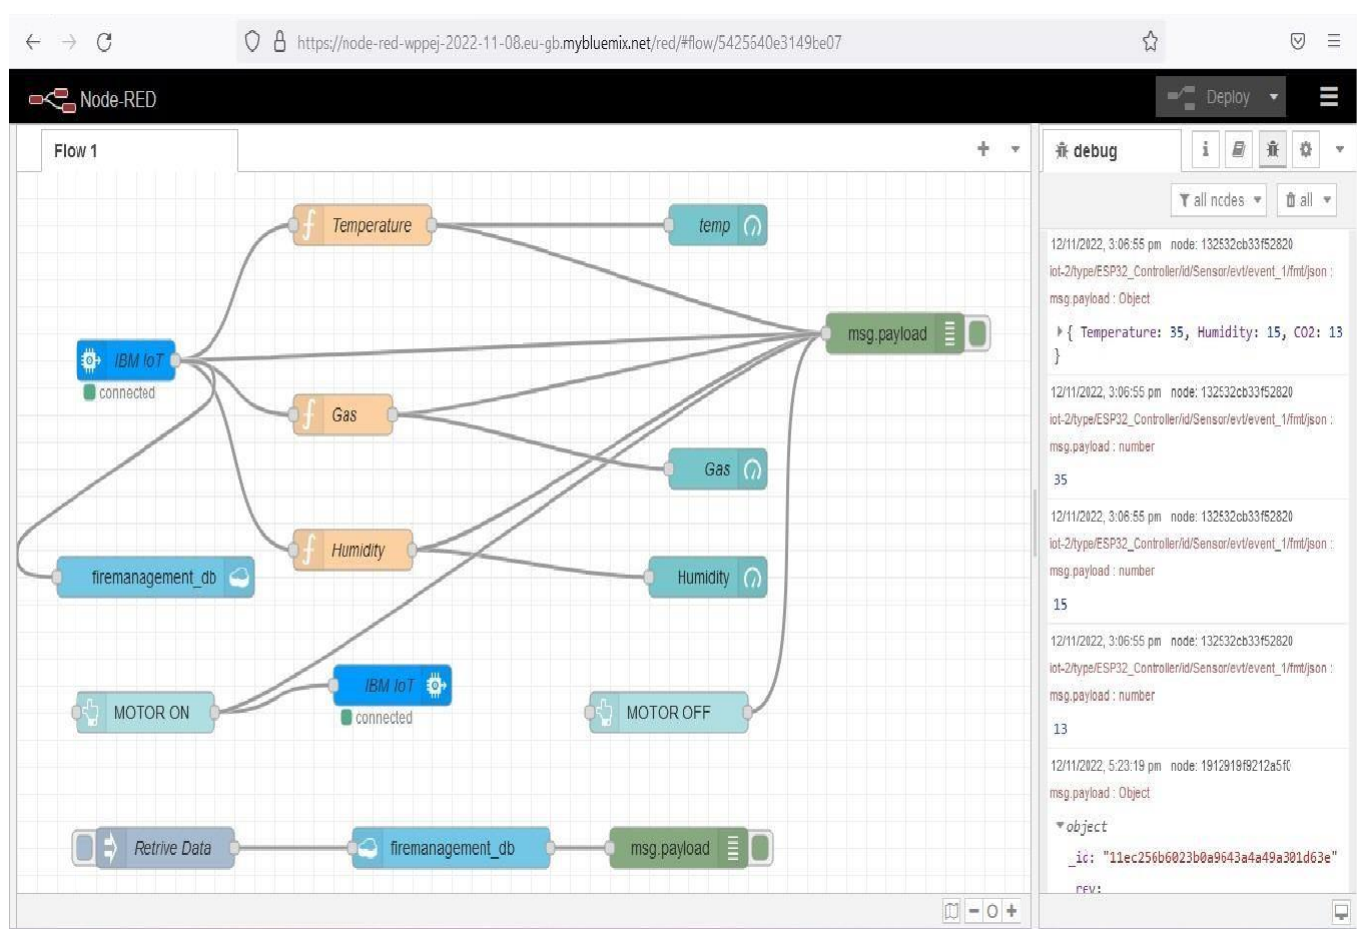 https://node-red-wppej-2022-11-08.eu-gb.mybluemix.net/red/#flow/5425640e3149be07
Node-RED
Deploy
Flow 1
debug
all nodes
all
Temperature
temp
msg.payload
IBM IoT
connected
Gas
Gas
Humidity
Humidity
firemanagement_db
IBM IoT
connected
MOTOR ON
MOTOR OFF
Retrive Data
firemanagement_db
msg.payload
12/11/2022, 3:06:55 pm node: 132532cb33f52820
iot-2/type/ESP32_Controller/id/Sensor/evt/event_1/fmt/json :
msg.payload : Object
{ Temperature: 35, Humidity: 15, CO2: 13
}
12/11/2022, 3:06:55 pm node: 132532cb33f52820
iot-2/type/ESP32_Controller/id/Sensor/evt/event_1/fmt/json :
msg.payload : number
35
12/11/2022, 3:06:55 pm node: 132532cb33f52820
iot-2/type/ESP32_Controller/id/Sensor/evt/event_1/fmt/json :
msg.payload : number
15
12/11/2022, 3:06:55 pm node: 132532cb33f52820
iot-2/type/ESP32_Controller/id/Sensor/evt/event_1/fmt/json :
msg.payload : number
13
12/11/2022, 5:23:19 pm node: 1912919f9212a5f0
msg.payload : Object
object
_id: "11ec256b6023b0a9643a4a49a301d63e"
_rev: